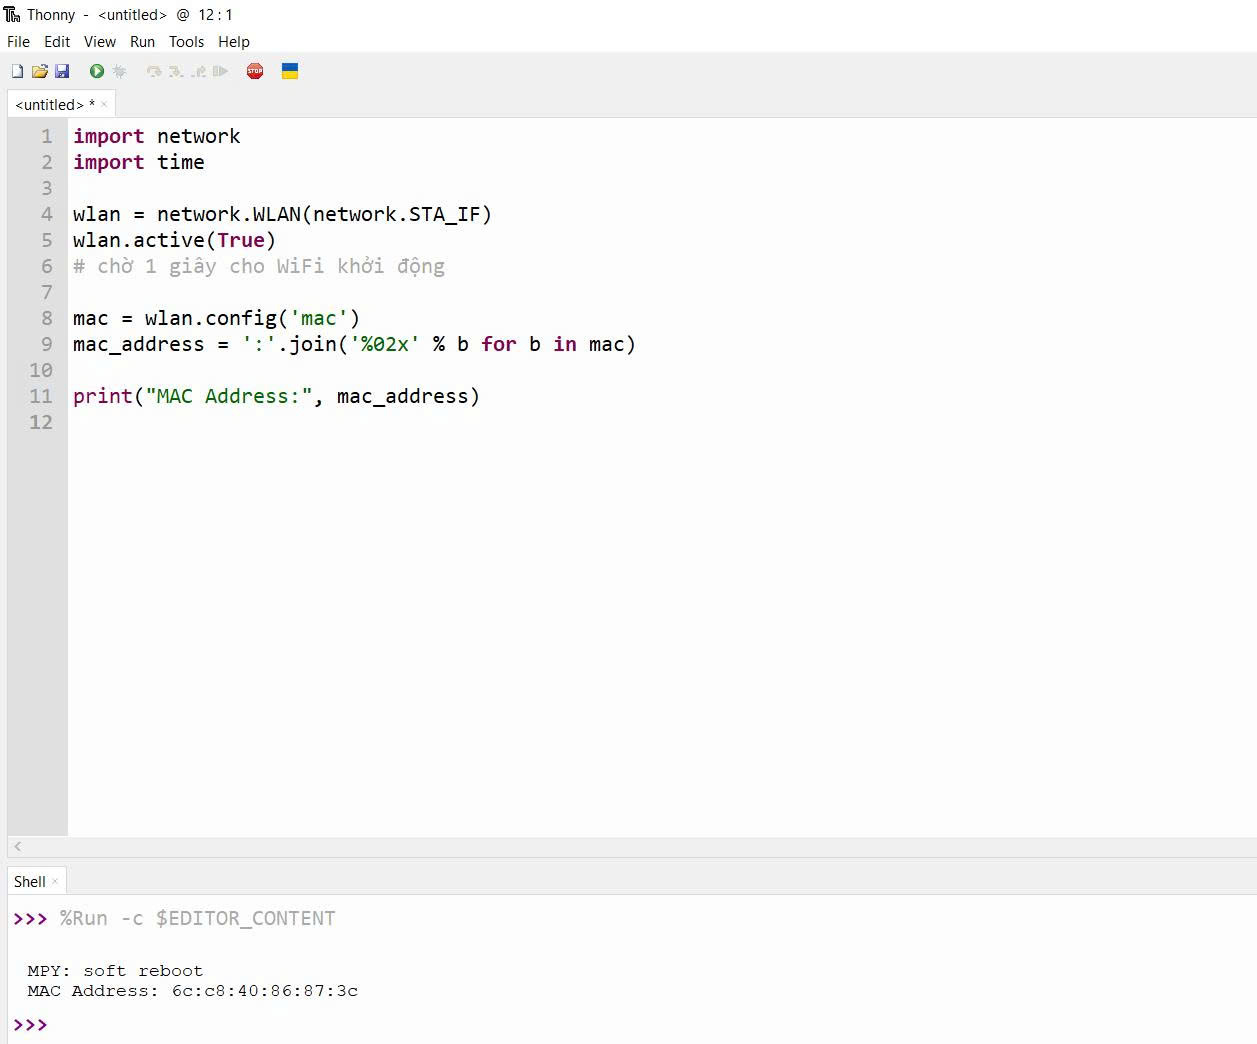 Thonny - <untitled> @ 12 : 1
File Edit View Run Tools Help
STOP
<untitled> * ×
1 import network
2 import time
3
4 wlan = network.WLAN(network.STA_IF)
5 wlan.active(True)
6 # chờ 1 giây cho WiFi khởi động
7
8 mac = wlan.config('mac')
9 mac_address = ':'.join('%02x' % b for b in mac)
10
11 print("MAC Address:", mac_address)
12
Shell ×
>>> %Run -c $EDITOR_CONTENT
MPY: soft reboot
MAC Address: 6c:c8:40:86:87:3c
>>>